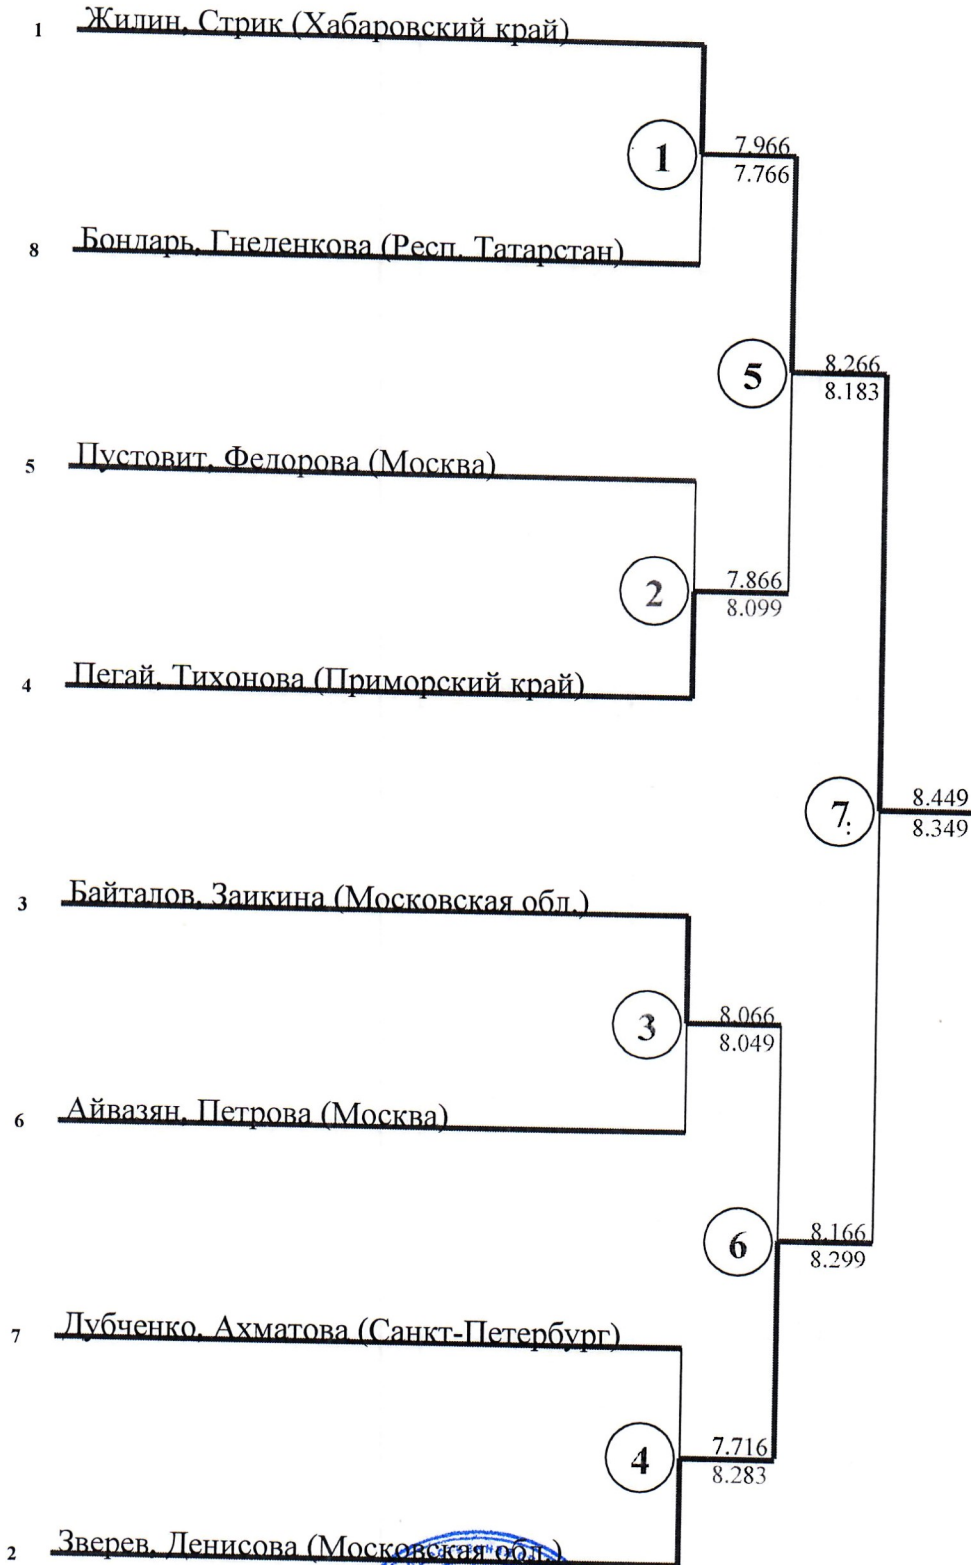 1 Жилин, Стрик (Хабаровский край)
1 7.966
7.766
8 Бондарь, Гнеденкова (Респ. Татарстан)
5 8.266
8.183
5 Пустовит, Федорова (Москва)
2 7.866
8.099
4 Пегай, Тихонова (Приморский край)
7 8.449
8.349
3 Байталов, Заикина (Московская обл.)
3 8.066
8.049
6 Айвазян, Петрова (Москва)
6 8.166
8.299
7 Дубченко, Ахматова (Санкт-Петербург)
4 7.716
8.283
2 Зверев, Денисова (Московская обл.)